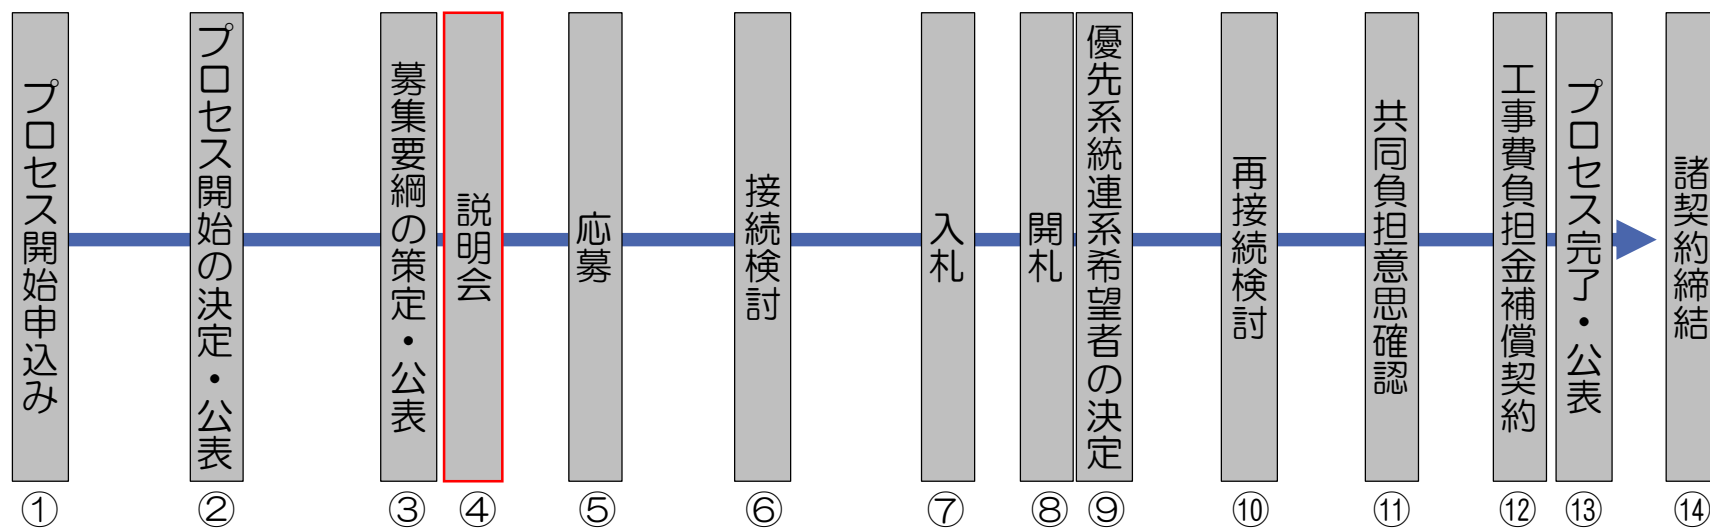 プロセス開始申込み
プロセス開始の決定・公表
募集要綱の策定・公表
説明会
応募
接続検討
入札
開札
優先系統連系希望者の決定
再接続検討
共同負担意思確認
工事費負担金補償契約
プロセス完了・公表
諸契約締結
①
②
③
④
⑤
⑥
⑦
⑧
⑨
⑩
⑪
⑫
⑬
⑭